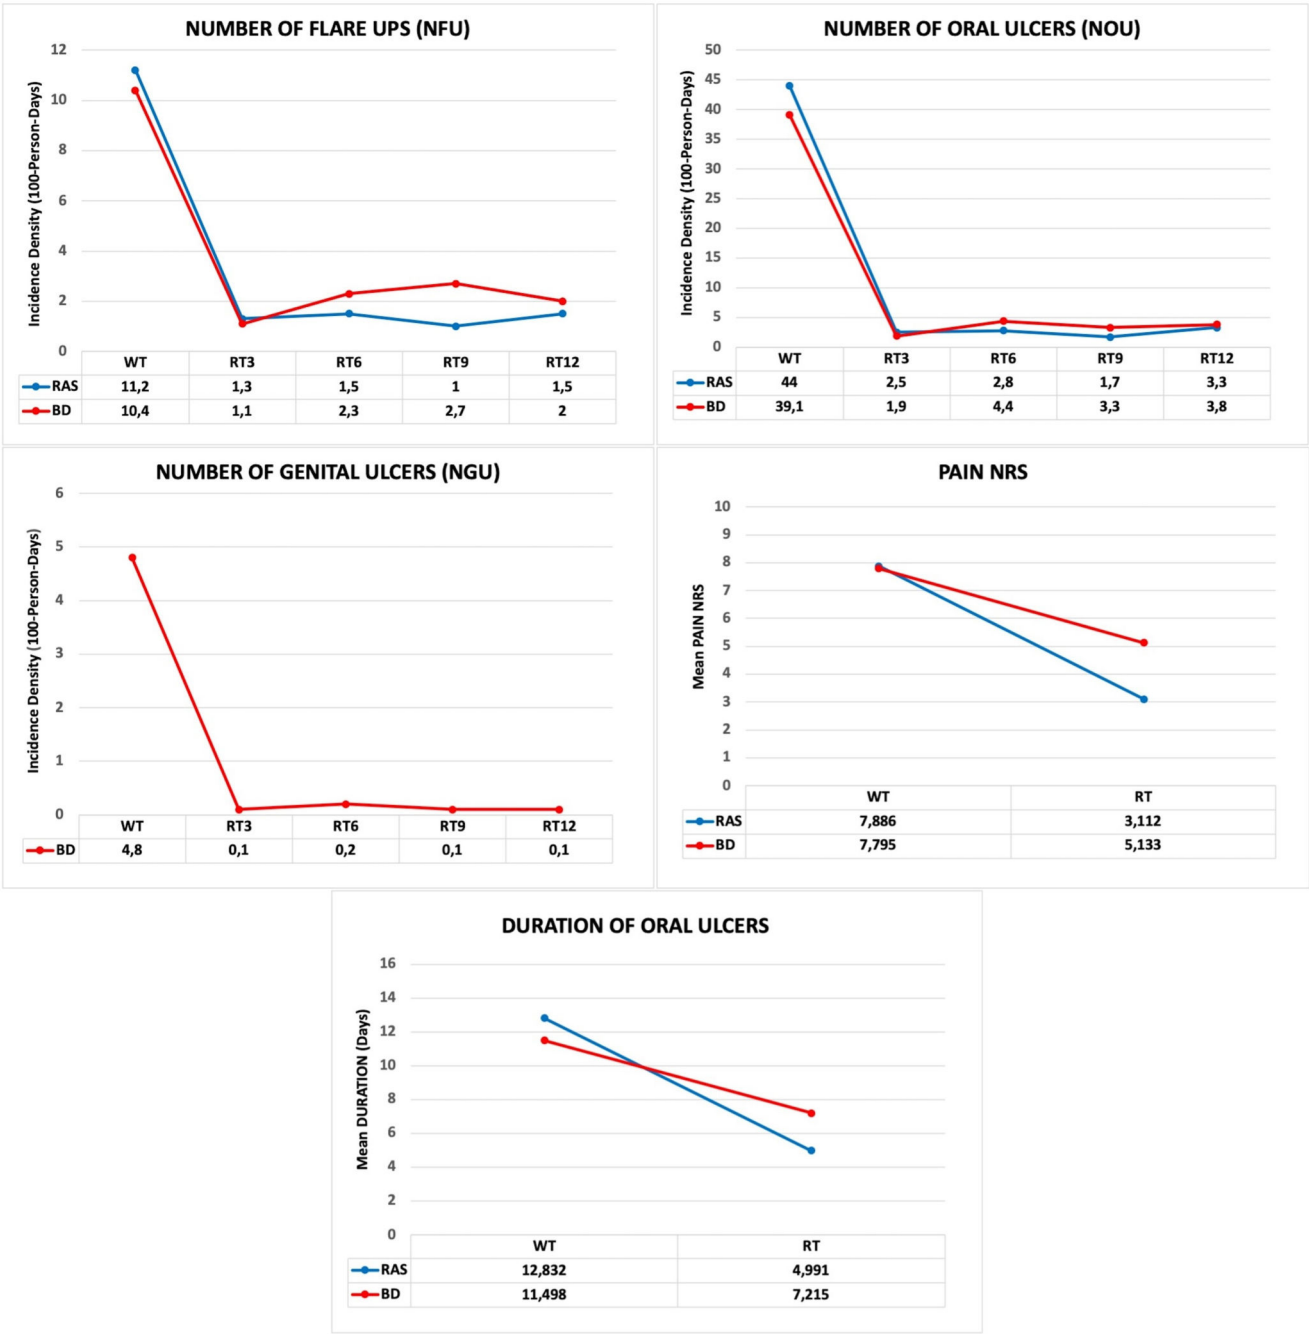 NUMBER OF FLARE UPS (NFU)
Incidence Density (100-Person-Days)
12
10
8
6
4
2
0
WT RT3 RT6 RT9 RT12
RAS 11,2 1,3 1,5 1 1,5
BD 10,4 1,1 2,3 2,7 2
NUMBER OF ORAL ULCERS (NOU)
Incidence Density (100-Person-Days)
50
45
40
35
30
25
20
15
10
5
0
WT RT3 RT6 RT9 RT12
RAS 44 2,5 2,8 1,7 3,3
BD 39,1 1,9 4,4 3,3 3,8
NUMBER OF GENITAL ULCERS (NGU)
Incidence Density (100-Person-Days)
6
5
4
3
2
1
0
WT RT3 RT6 RT9 RT12
BD 4,8 0,1 0,2 0,1 0,1
PAIN NRS
Mean PAIN NRS
10
9
8
7
6
5
4
3
2
1
0
WT RT
RAS 7,886 3,112
BD 7,795 5,133
DURATION OF ORAL ULCERS
Mean DURATION (Days)
16
14
12
10
8
6
4
2
0
WT RT
RAS 12,832 4,991
BD 11,498 7,215